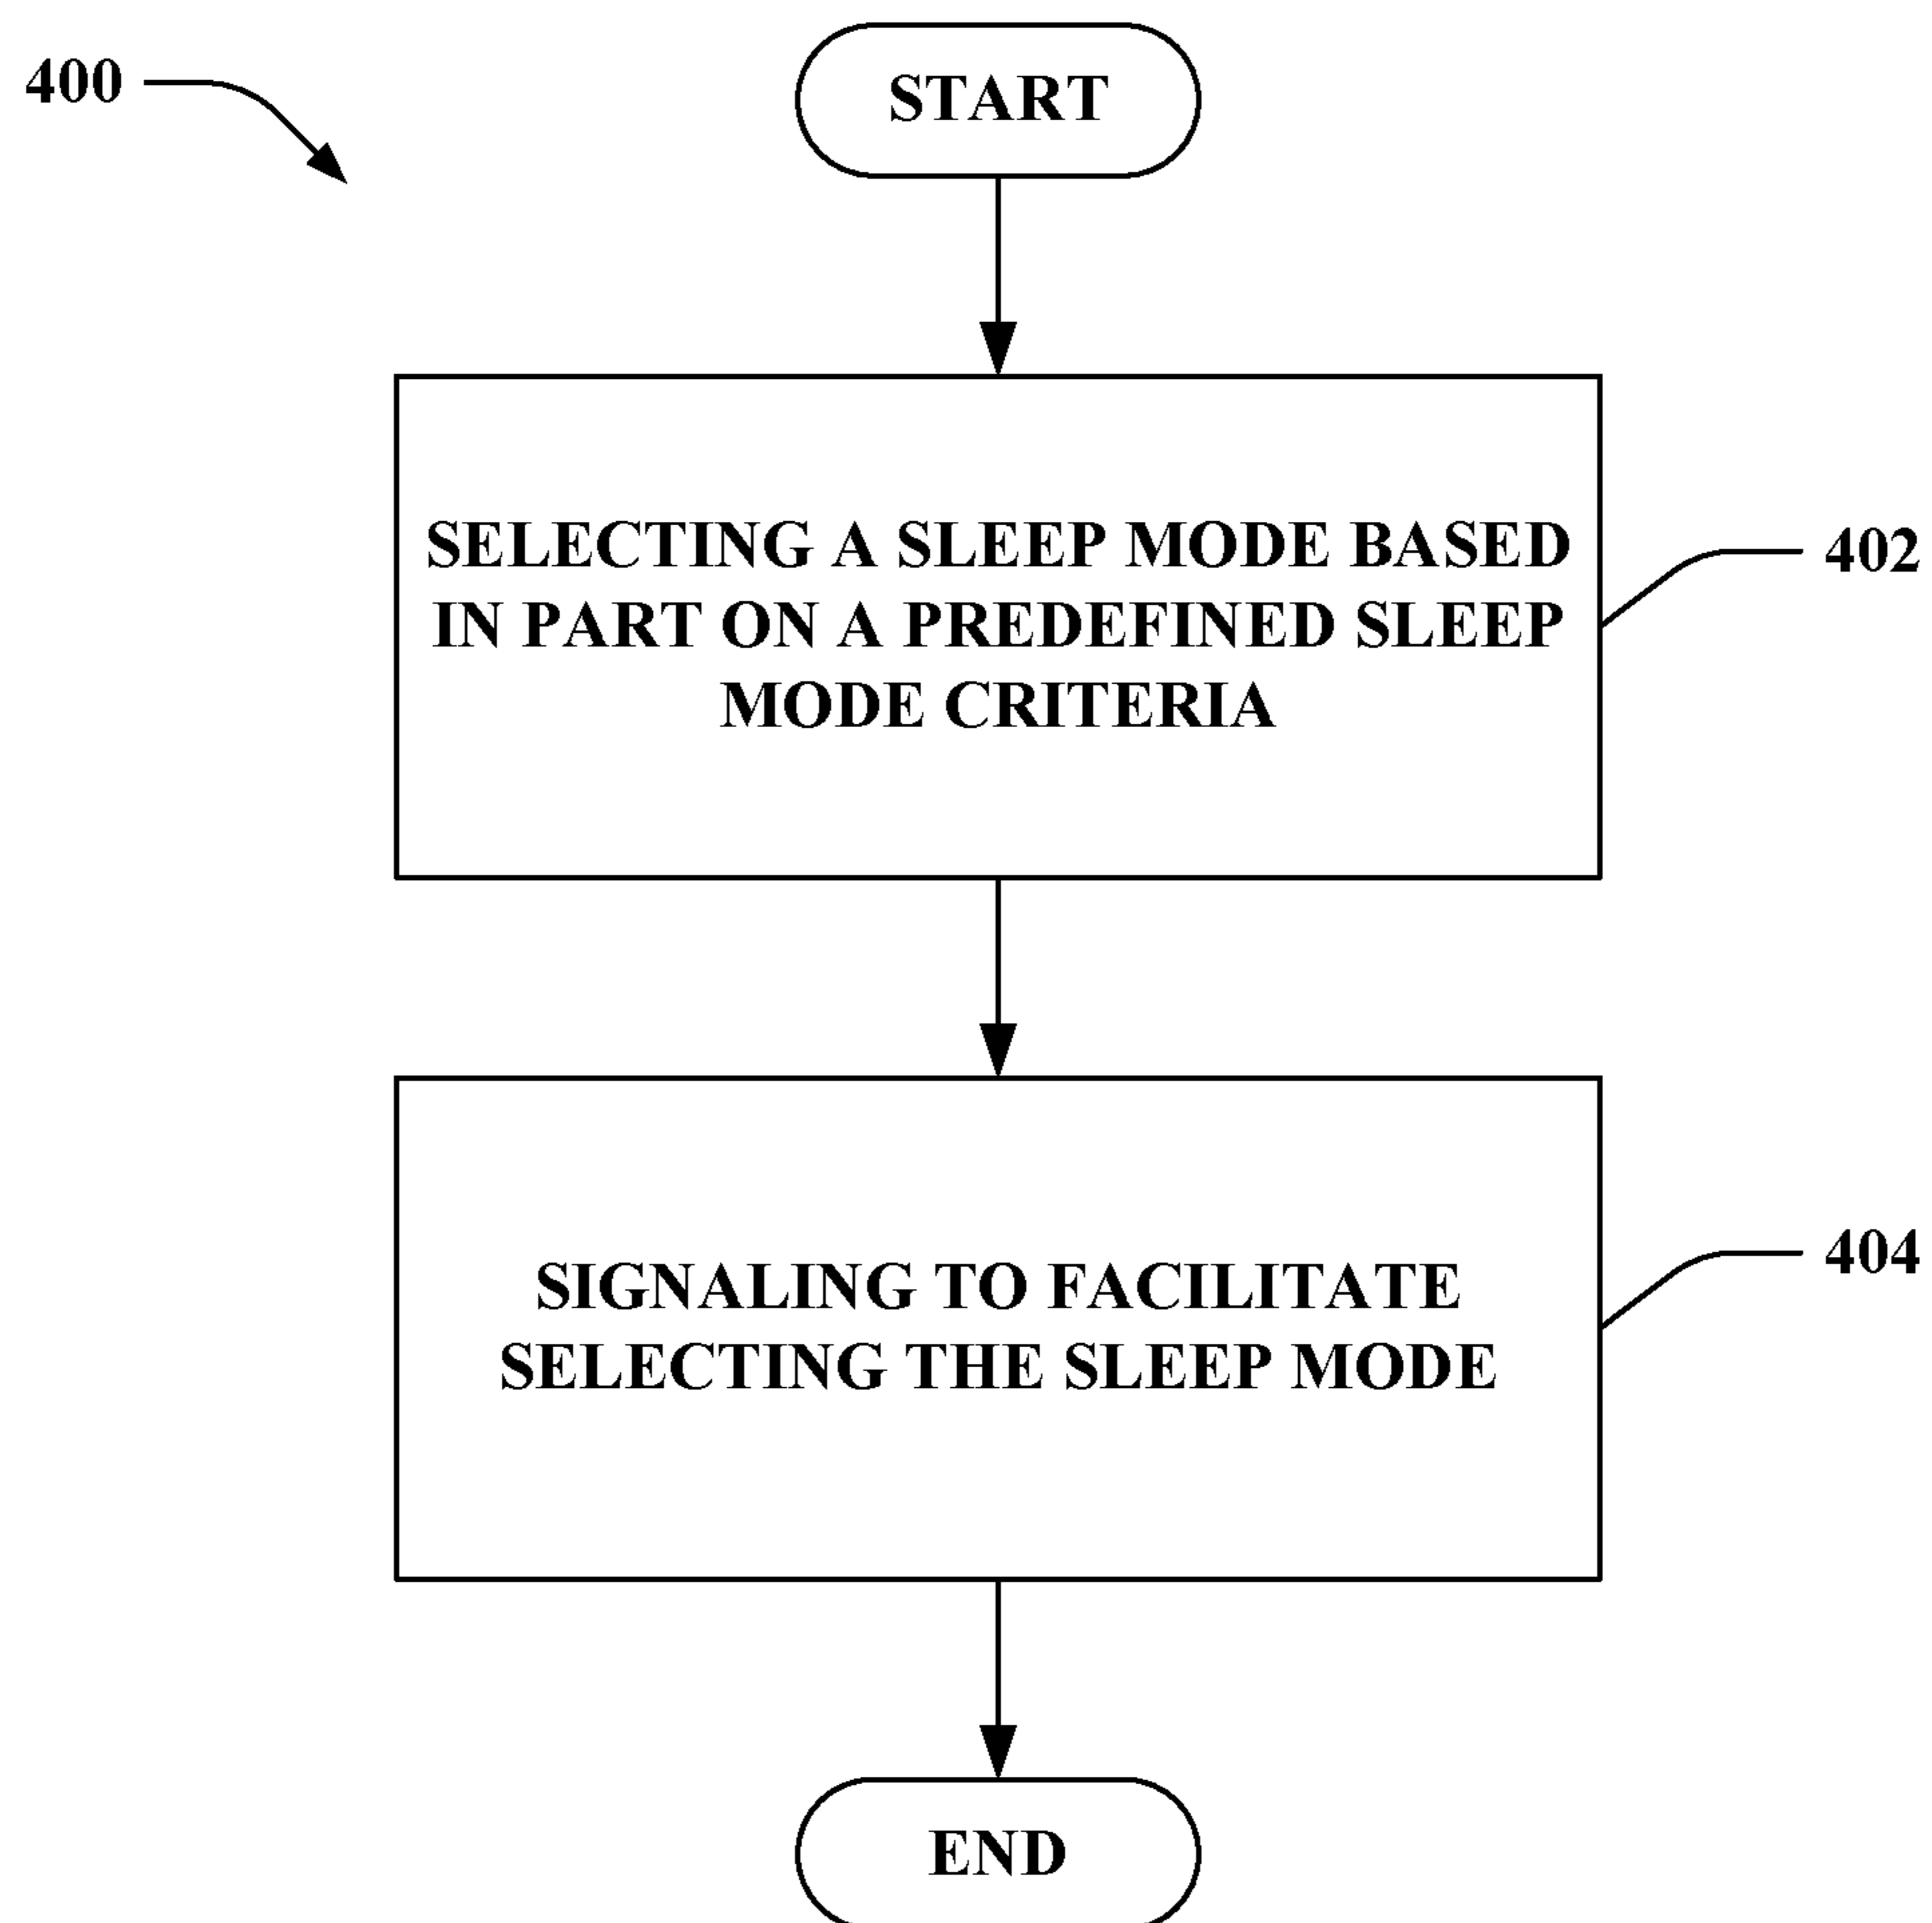 400
START
SELECTING A SLEEP MODE BASED
IN PART ON A PREDEFINED SLEEP
MODE CRITERIA
402
SIGNALING TO FACILITATE
SELECTING THE SLEEP MODE
404
END